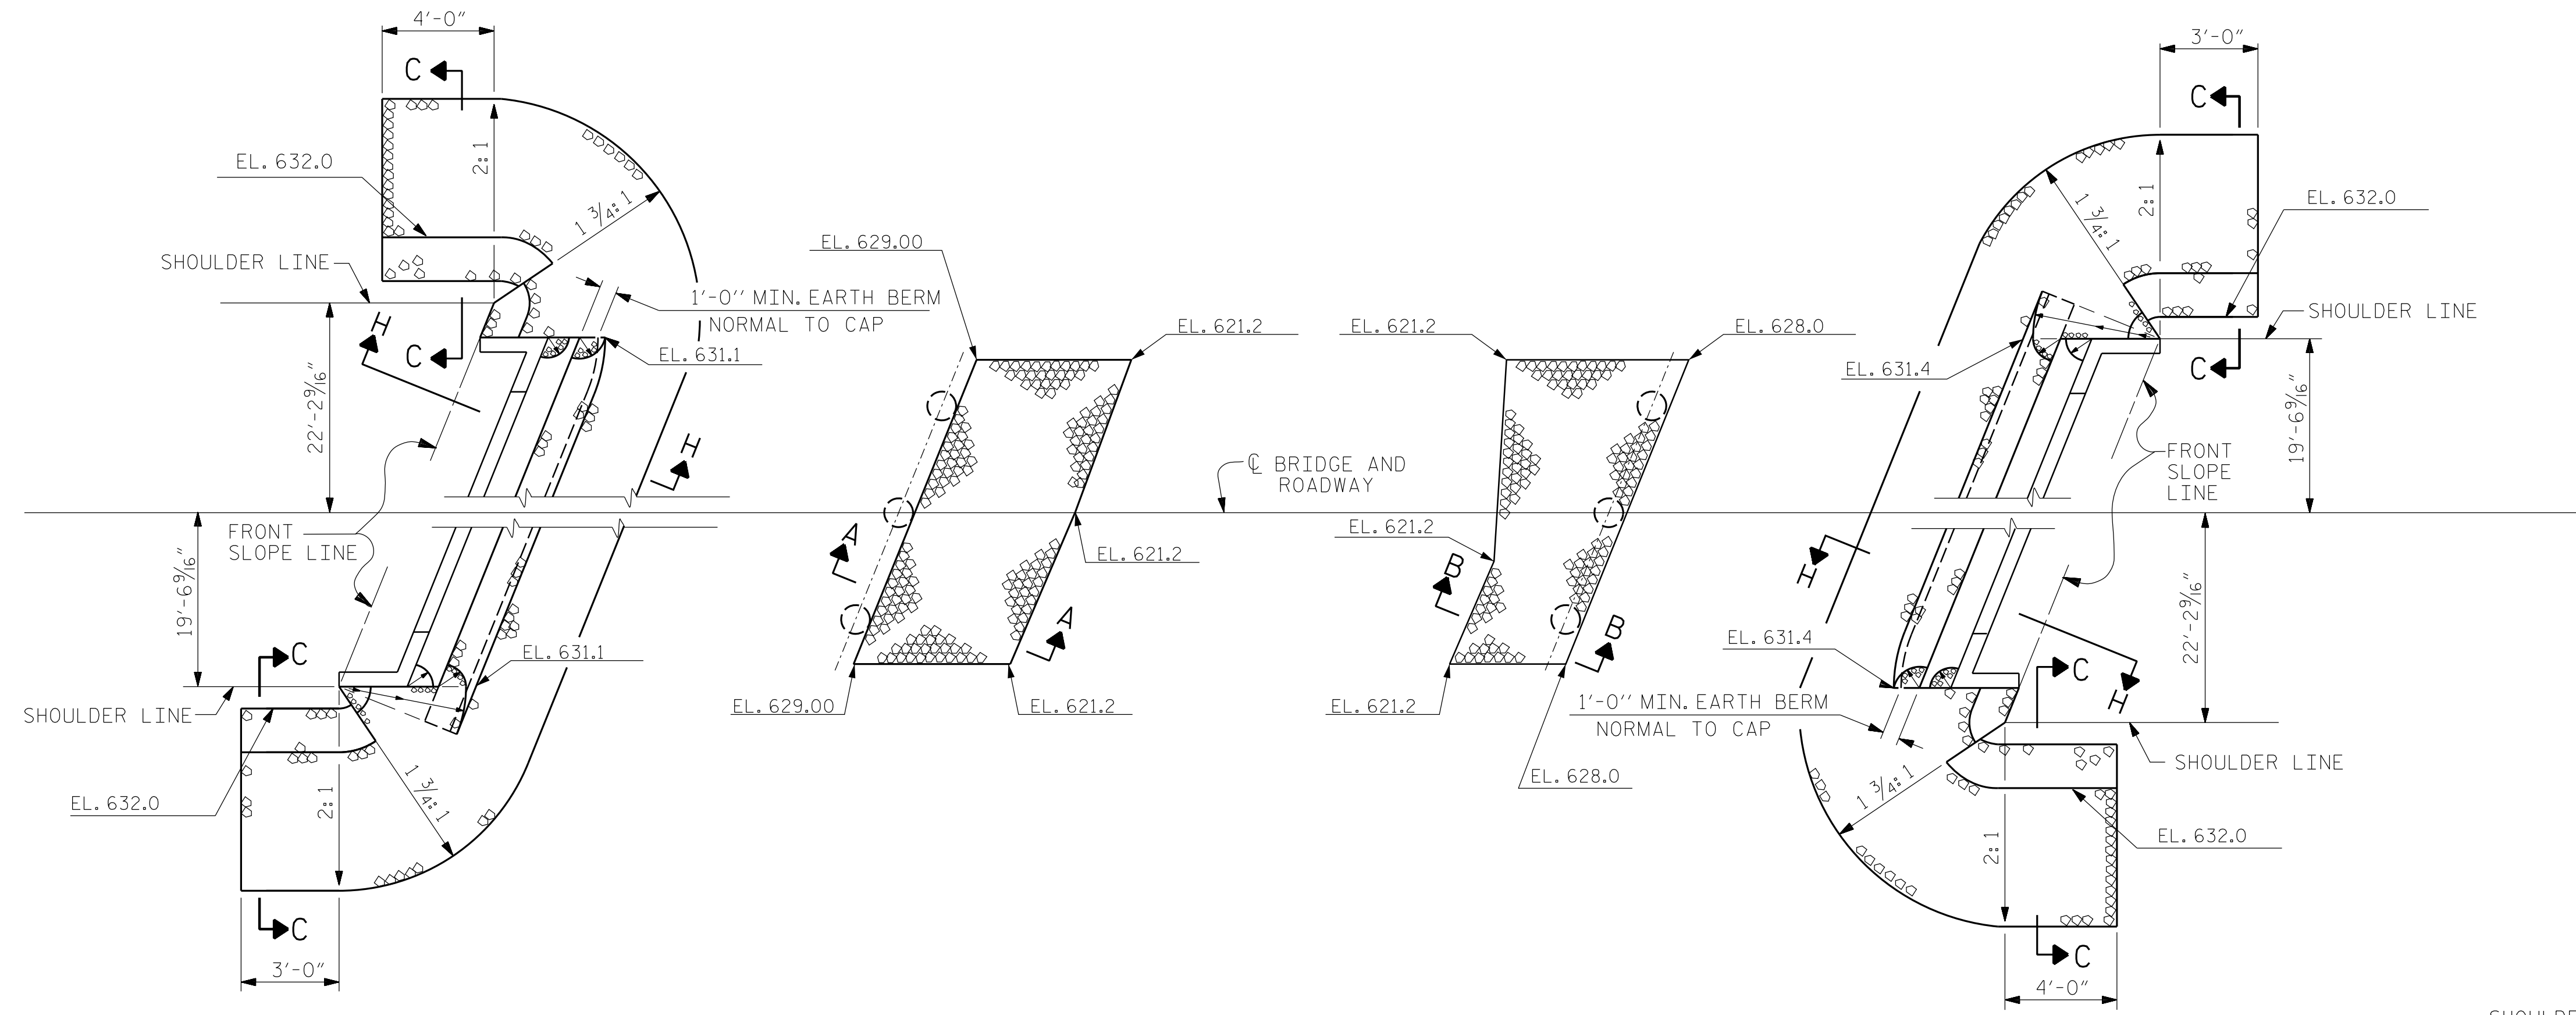 4'-0"
C
2:1
1 3/4:1
EL. 632.0
SHOULDER LINE
H
C
22'-2 9/16"
1'-0" MIN. EARTH BERM
NORMAL TO CAP
EL. 631.1
H
FRONT
SLOPE LINE
19'-6 9/16"
EL. 631.1
C
SHOULDER LINE
EL. 632.0
2:1
1 3/4:1
C
3'-0"
EL. 629.00
EL. 621.2
A
EL. 621.2
A
EL. 629.00
EL. 621.2
℄ BRIDGE AND
ROADWAY
EL. 621.2
EL. 628.0
EL. 621.2
B
B
EL. 621.2
EL. 628.0
3'-0"
C
2:1
1 3/4:1
EL. 632.0
SHOULDER LINE
EL. 631.4
C
19'-6 9/16"
FRONT
SLOPE
LINE
H
EL. 631.4
C
22'-2 9/16"
H
1'-0" MIN. EARTH BERM
NORMAL TO CAP
SHOULDER LINE
1 3/4:1
2:1
EL. 632.0
C
4'-0"